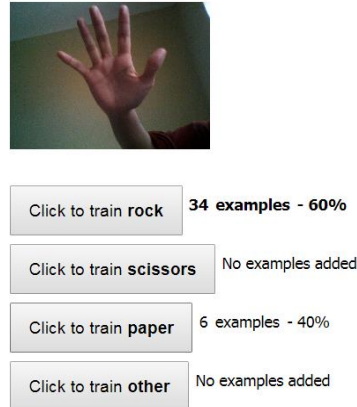 Click to train rock 34 examples - 60%
Click to train scissors No examples added
Click to train paper 6 examples - 40%
Click to train other No examples added